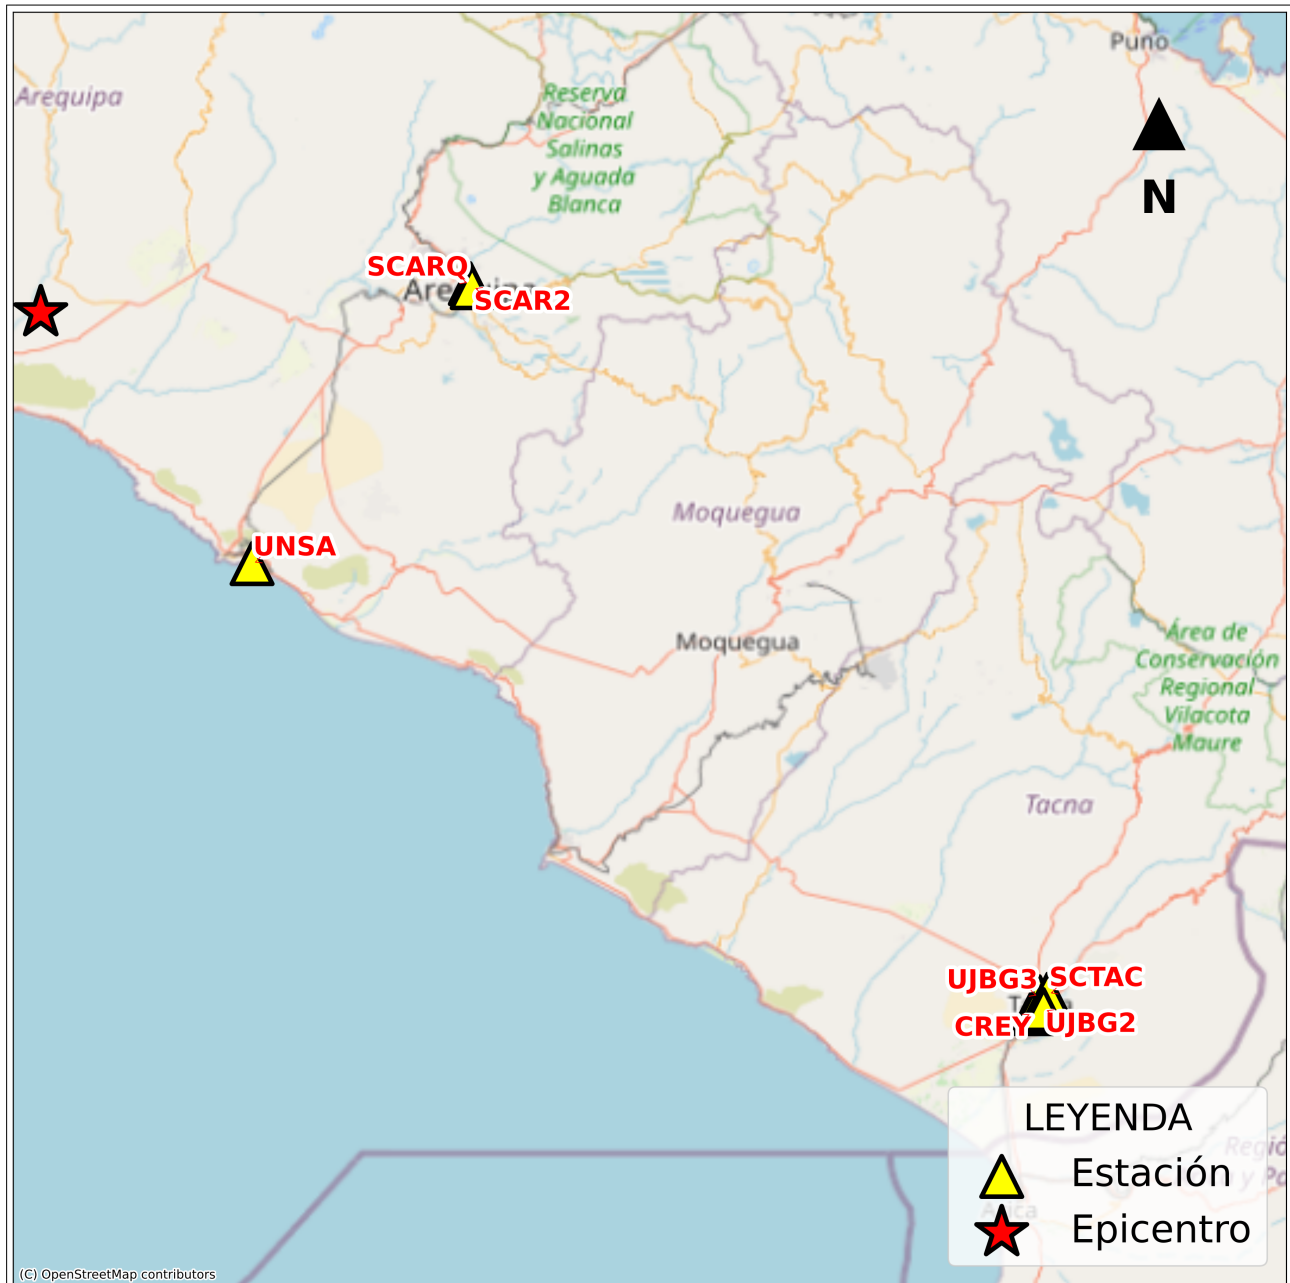 Puno
Arequipa
Reserva
Nacional
Salinas
y Aguada
Blanca
N
SCARQ
SCAR2
Moquegua
UNSA
Moquegua
Área de
Conservación
Regional
Vilacota
Maure
Tacna
UJBG3
SCTAC
CREY
UJBG2
LEYENDA
Estación
Epicentro
Arica
(C) OpenStreetMap contributors